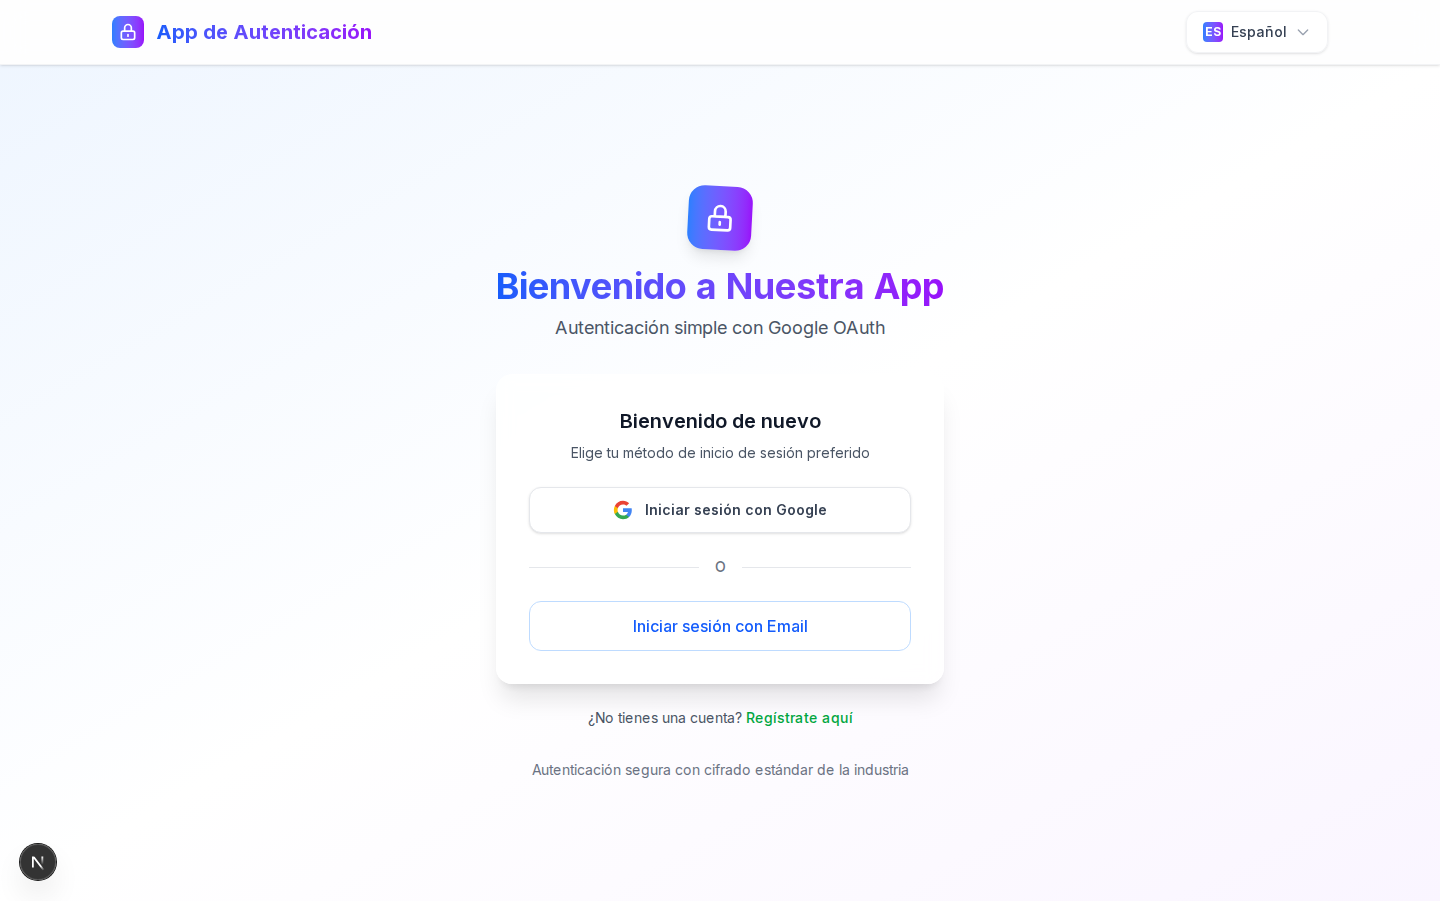 App de Autenticación
ES Español
Bienvenido a Nuestra App
Autenticación simple con Google OAuth
Bienvenido de nuevo
Elige tu método de inicio de sesión preferido
Iniciar sesión con Google
O
Iniciar sesión con Email
¿No tienes una cuenta? Regístrate aquí
Autenticación segura con cifrado estándar de la industria
N